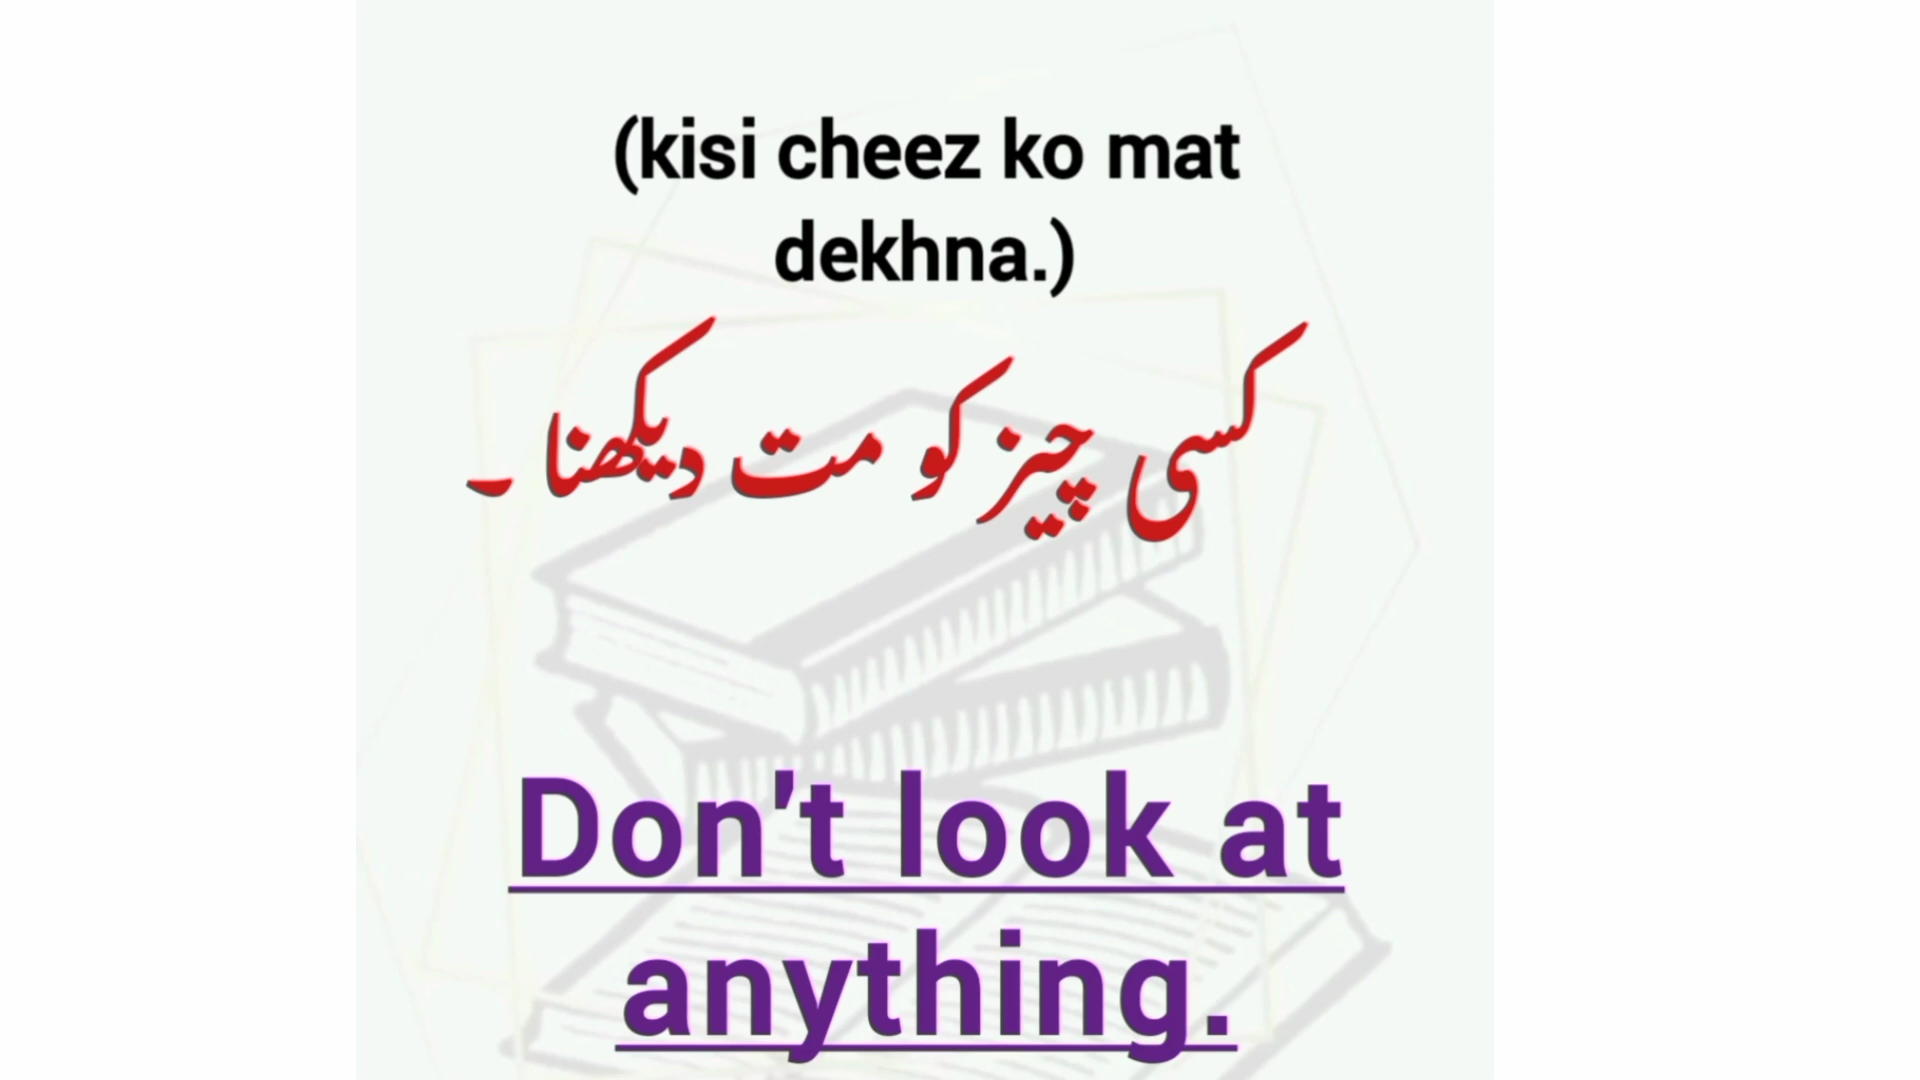 (kisi cheez ko mat
dekhna.)
کسی چیز کو مت دیکھنا ۔
Don't look at
anything.